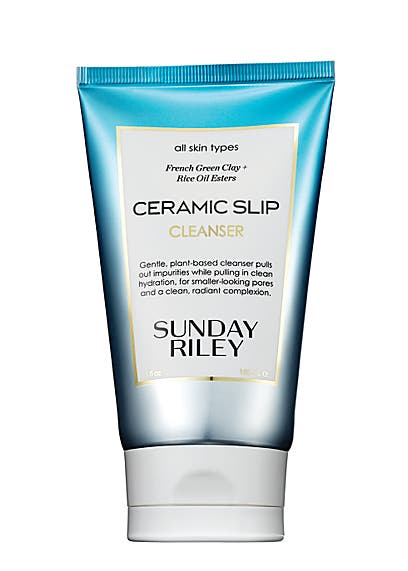 all skin types
French Green Clay +
Rice Oil Esters
CERAMIC SLIP
CLEANSER
Gentle, plant-based cleanser pulls
out impurities while pulling in clean
hydration, for smaller-looking pores
and a clean, radiant complexion.
SUNDAY
RILEY